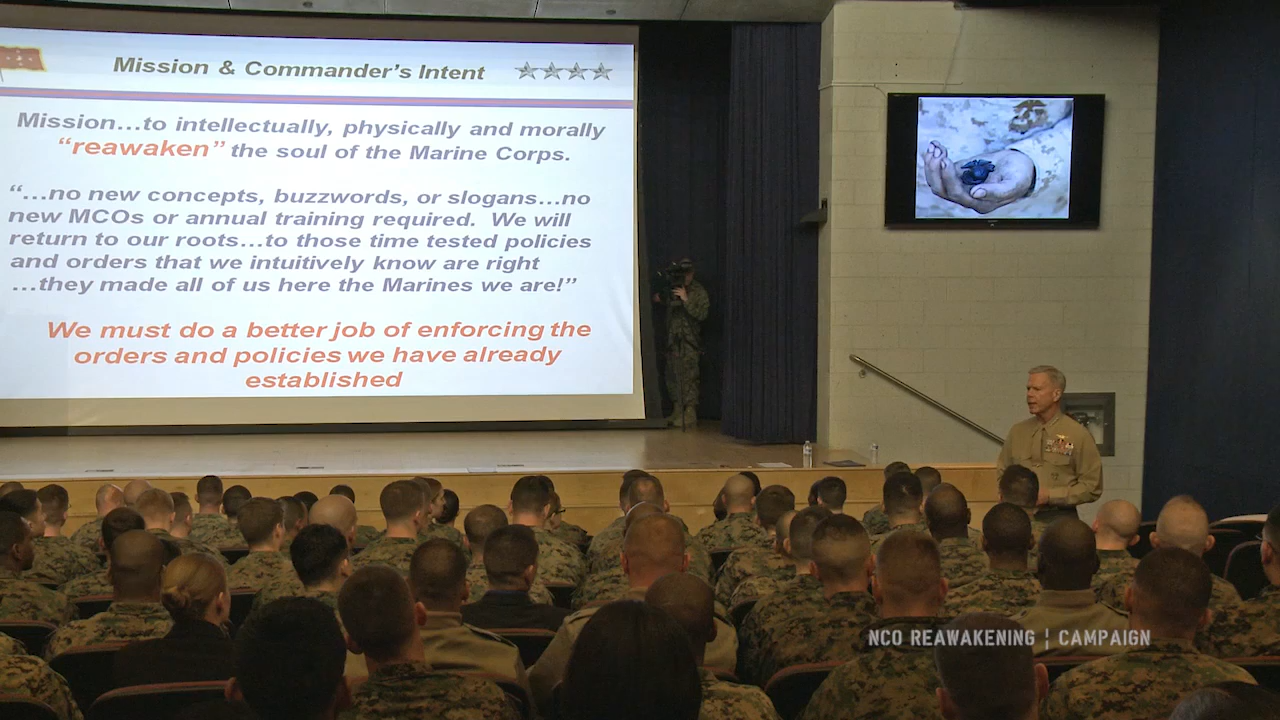 Mission & Commander's Intent
Mission...to intellectually, physically and morally
“reawaken” the soul of the Marine Corps.
“...no new concepts, buzzwords, or slogans...no
new MCOs or annual training required.  We will
return to our roots...to those time tested policies
and orders that we intuitively know are right
...they made all of us here the Marines we are!”
We must do a better job of enforcing the
orders and policies we have already
established
NCO REAWAKENING ¦ CAMPAIGN